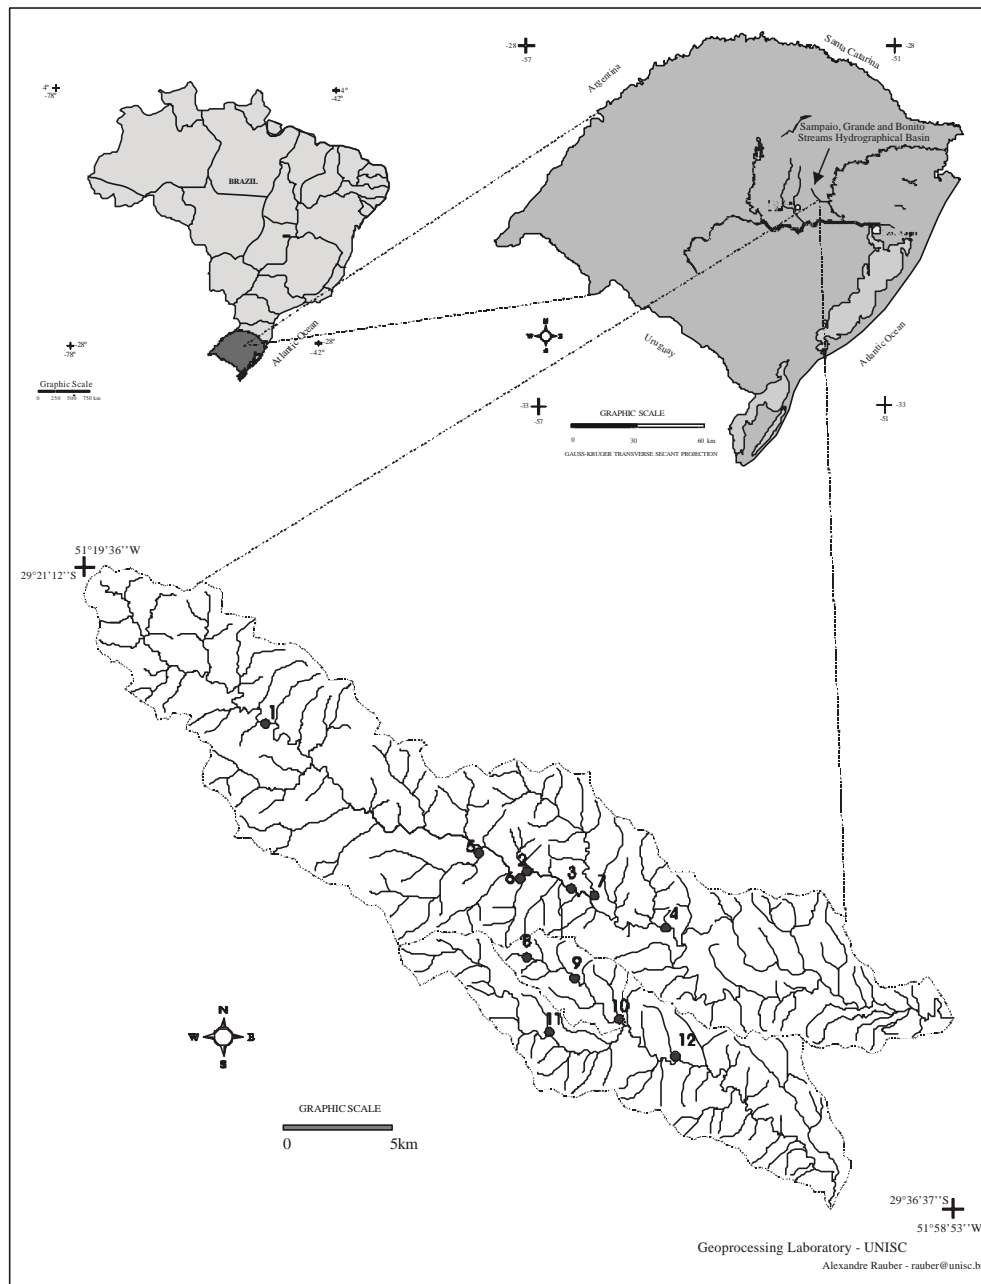 4°
-78°
4°
-42°
BRAZIL
-28°
-78°
-28°
-42°
Atlantic Ocean
Graphic Scale
0 250 500 750 km
-28
-57
-28
-51
Argentina
Santa Catarina
Sampaio, Grande and Bonito
Streams Hydrographical Basin
N
W E
S
Uruguay
Atlantic Ocean
-33
-57
-33
-51
GRAPHIC SCALE
0 30 60 km
GAUSS-KRUGER TRANSVERSE SECANT PROJECTION
51°19'36''W
29°21'12''S
1
5
2
6
3
7
4
8
9
10
11
12
N
W E
S
GRAPHIC SCALE
0 5km
29°36'37''S
51°58'53''W
Geoprocessing Laboratory - UNISC
Alexandre Rauber - rauber@unisc.b